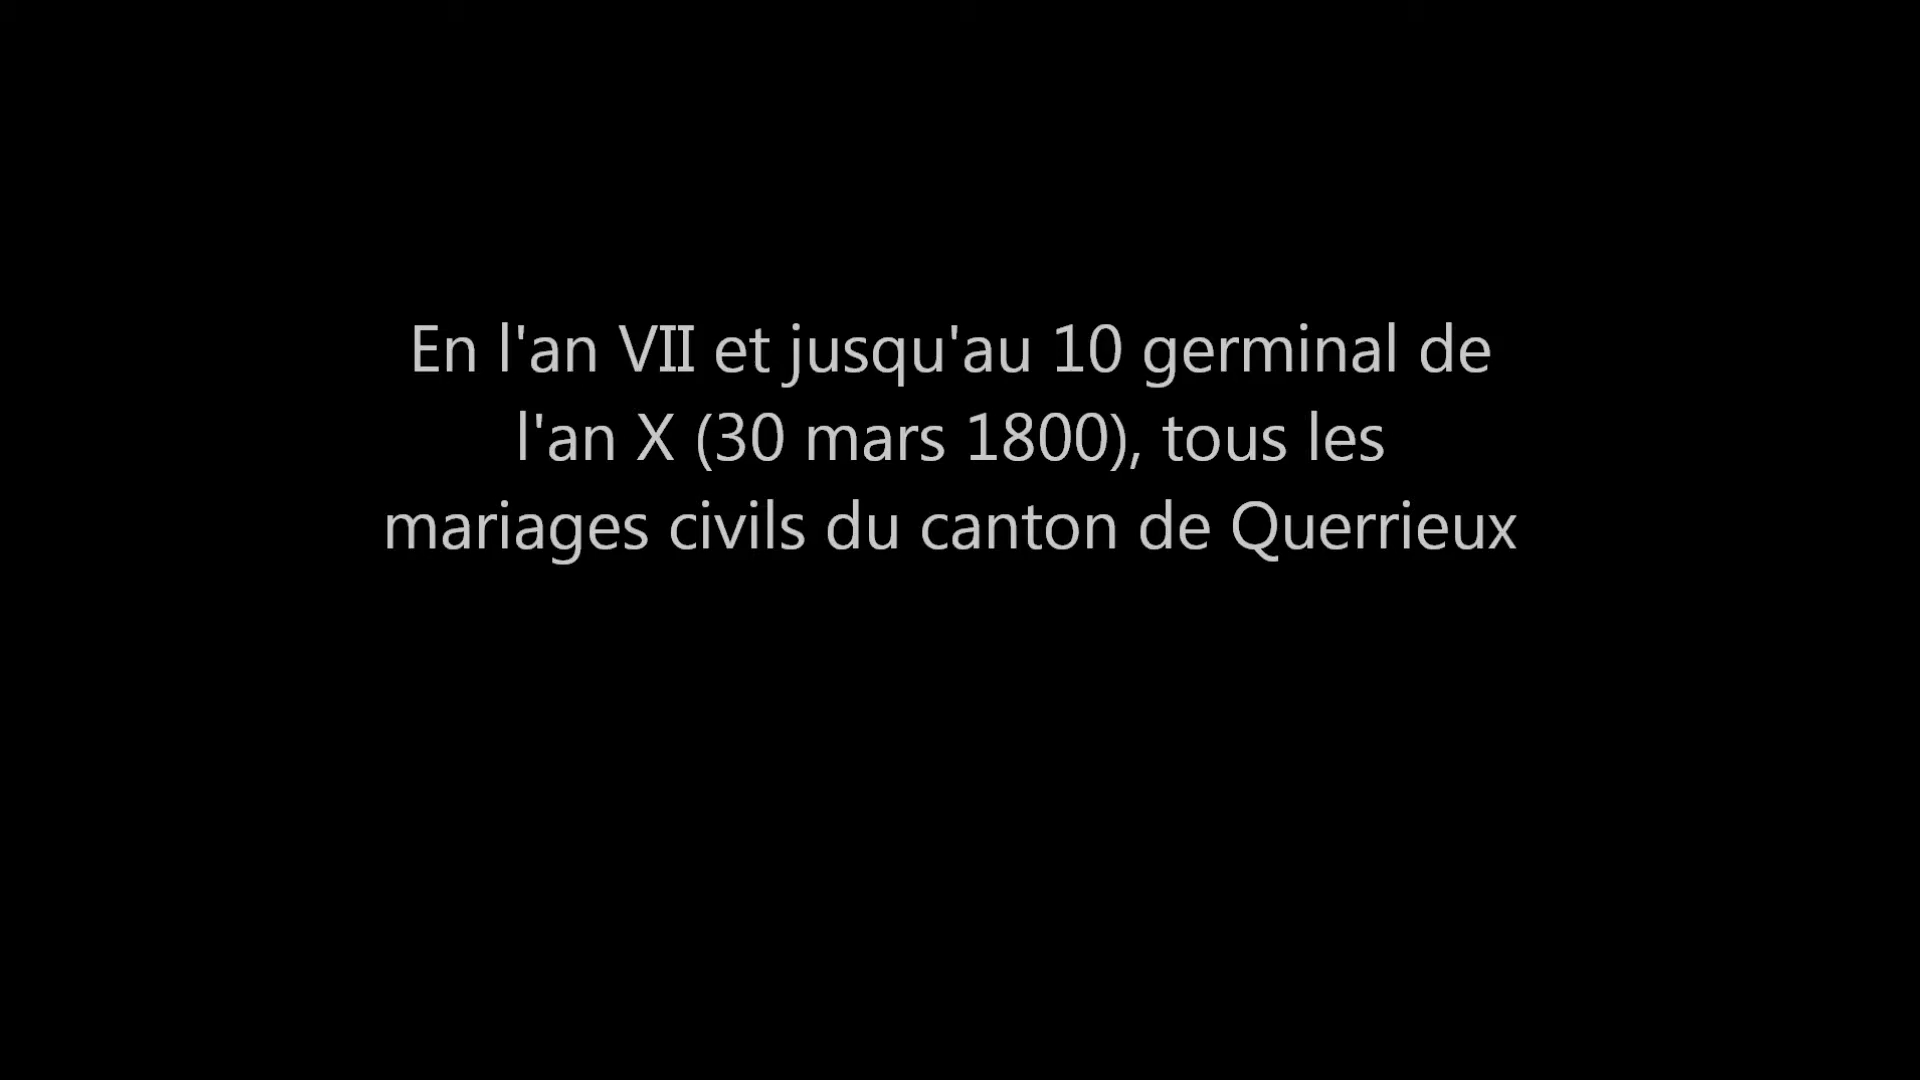 En l'an VII et jusqu'au 10 germinal de
l'an X (30 mars 1800), tous les
mariages civils du canton de Querrieux